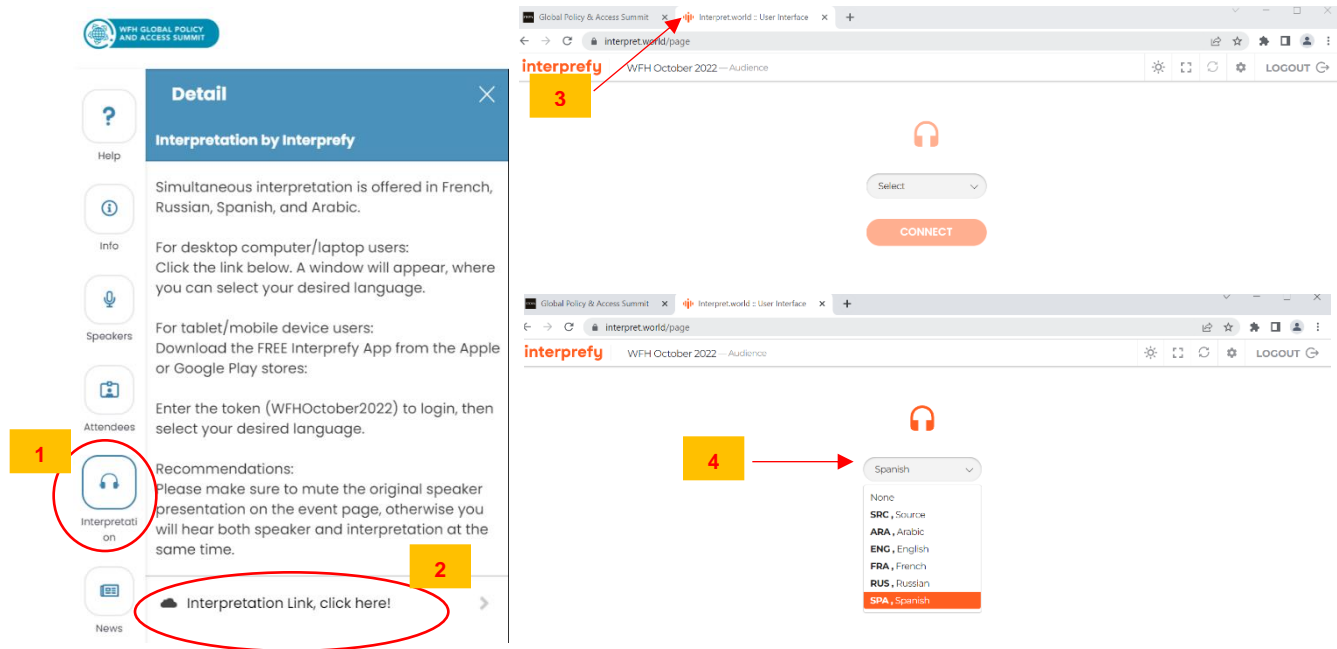 WFH GLOBAL POLICY
AND ACCESS SUMMIT
Help
Info
Speakers
Attendees
1
Interpretati
on
News
Detail
Interpretation by Interprefy
Simultaneous interpretation is offered in French,
Russian, Spanish, and Arabic.
For desktop computer/laptop users:
Click the link below. A window will appear, where
you can select your desired language.
For tablet/mobile device users:
Download the FREE Interprefy App from the Apple
or Google Play stores:
Enter the token (WFHOctober2022) to login, then
select your desired language.
Recommendations:
Please make sure to mute the original speaker
presentation on the event page, otherwise you
will hear both speaker and interpretation at the
same time.
2
Interpretation Link, click here!
Global Policy & Access Summit
Interpret.world :: User Interface
interpret.world/page
interprefy WFH October 2022 — Audience LOGOUT
3
Select
CONNECT
Global Policy & Access Summit
Interpret.world :: User Interface
interpret.world/page
interprefy WFH October 2022 — Audience LOGOUT
4
Spanish
None
SRC, Source
ARA, Arabic
ENG, English
FRA, French
RUS, Russian
SPA, Spanish